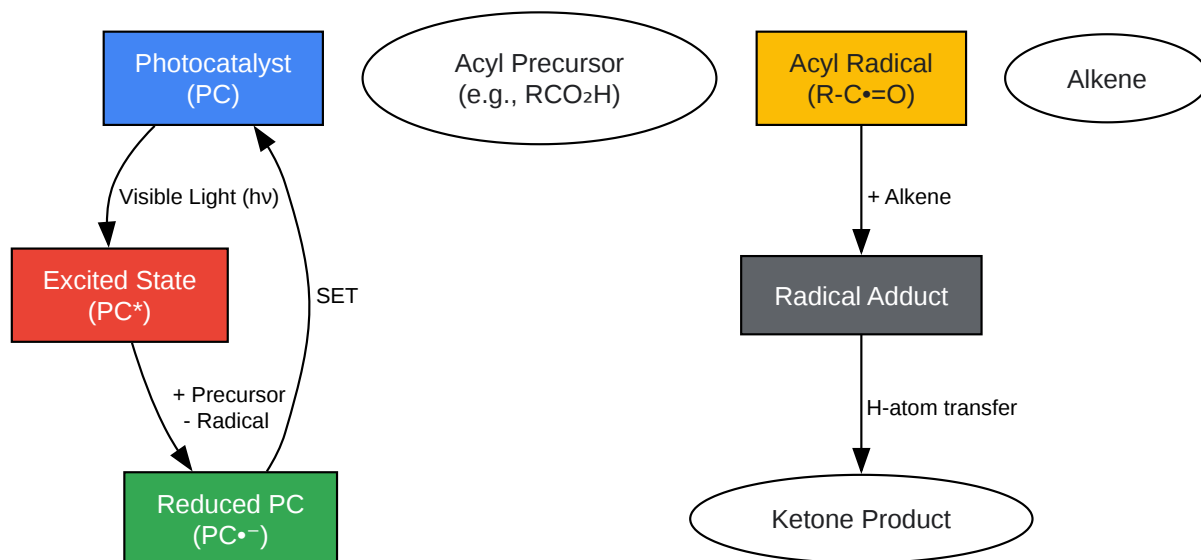 Photocatalyst
(PC)
Acyl Precursor
(e.g., RCO₂H)
Acyl Radical
(R-C•=O)
Alkene
Visible Light (hν)
+ Alkene
Excited State
(PC*)
SET
Radical Adduct
+ Precursor
- Radical
H-atom transfer
Reduced PC
(PC•⁻)
Ketone Product